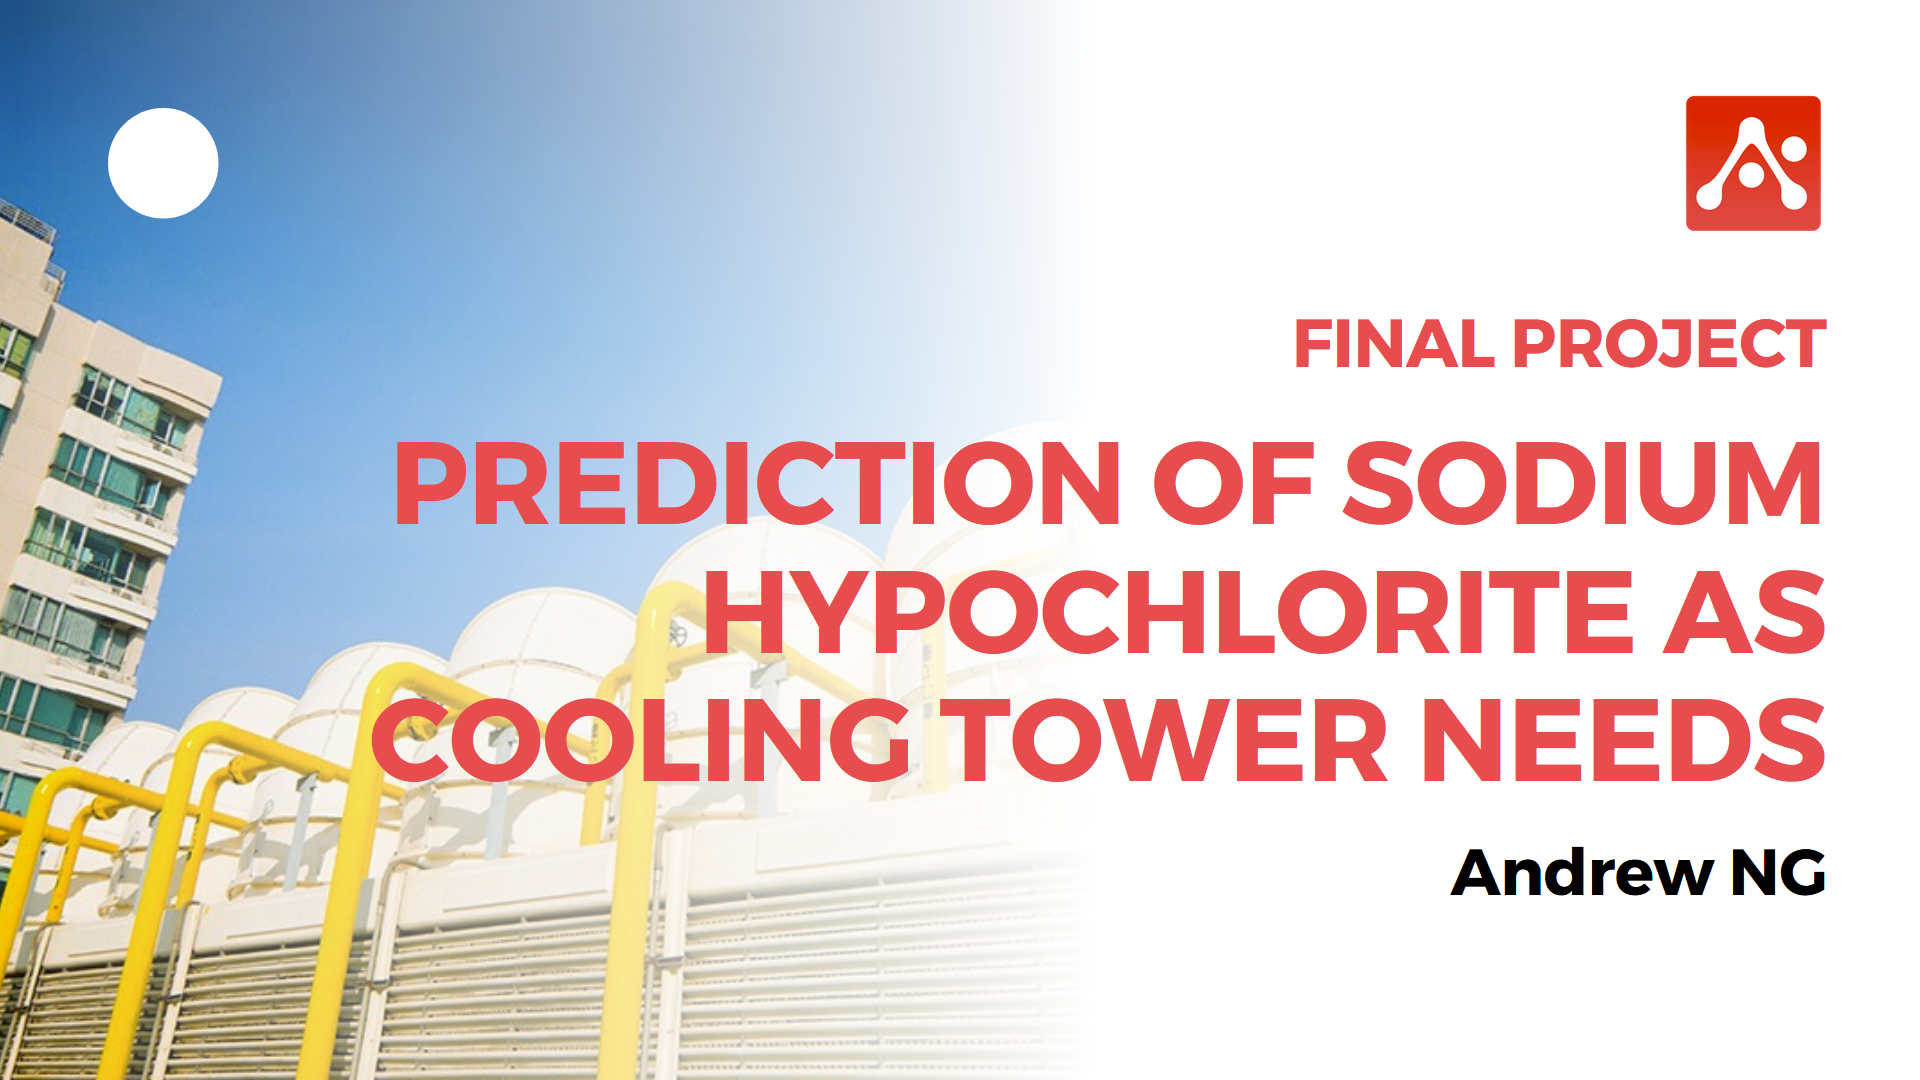 FINAL PROJECT
PREDICTION OF SODIUM
HYPOCHLORITE AS
COOLING TOWER NEEDS
Andrew NG